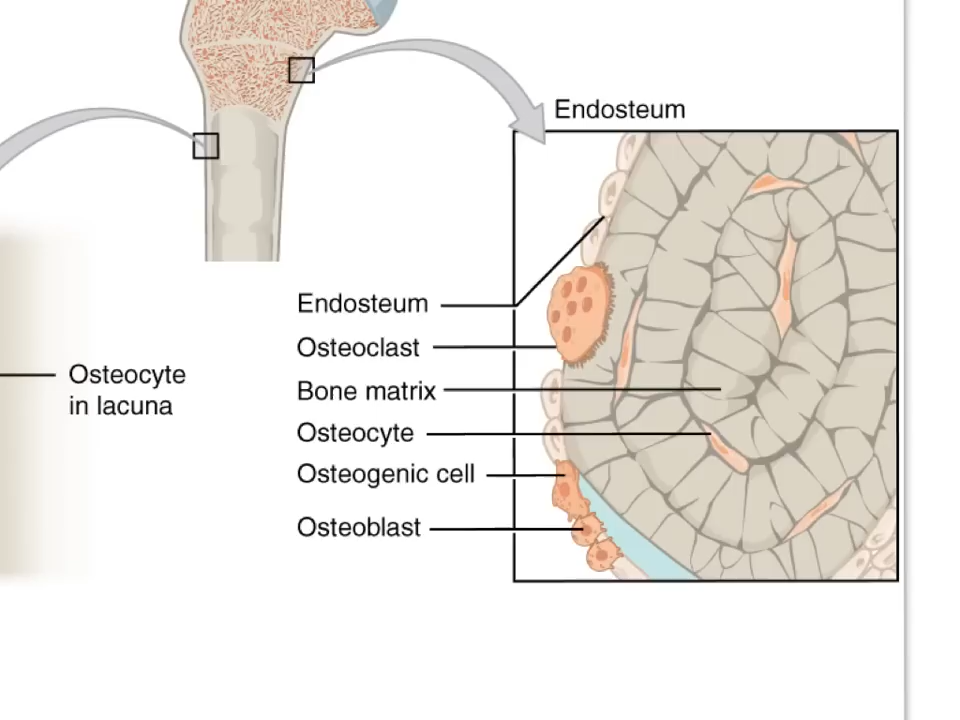 Endosteum
Endosteum
Osteoclast
Osteocyte
in lacuna
Bone matrix
Osteocyte
Osteogenic cell
Osteoblast